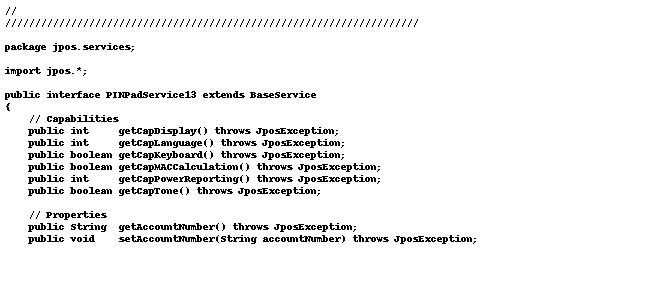 //
//////////////////////////////////////////////////////////////////////
package jpos.services;
import jpos.*;
public interface PINPadService13 extends BaseService
{
// Capabilities
public int getCapDisplay() throws JposException;
public int getCapLanguage() throws JposException;
public boolean getCapKeyboard() throws JposException;
public boolean getCapMACCalculation() throws JposException;
public int getCapPowerReporting() throws JposException;
public boolean getCapTone() throws JposException;
// Properties
public String getAccountNumber() throws JposException;
public void setAccountNumber(String accountNumber) throws JposException;